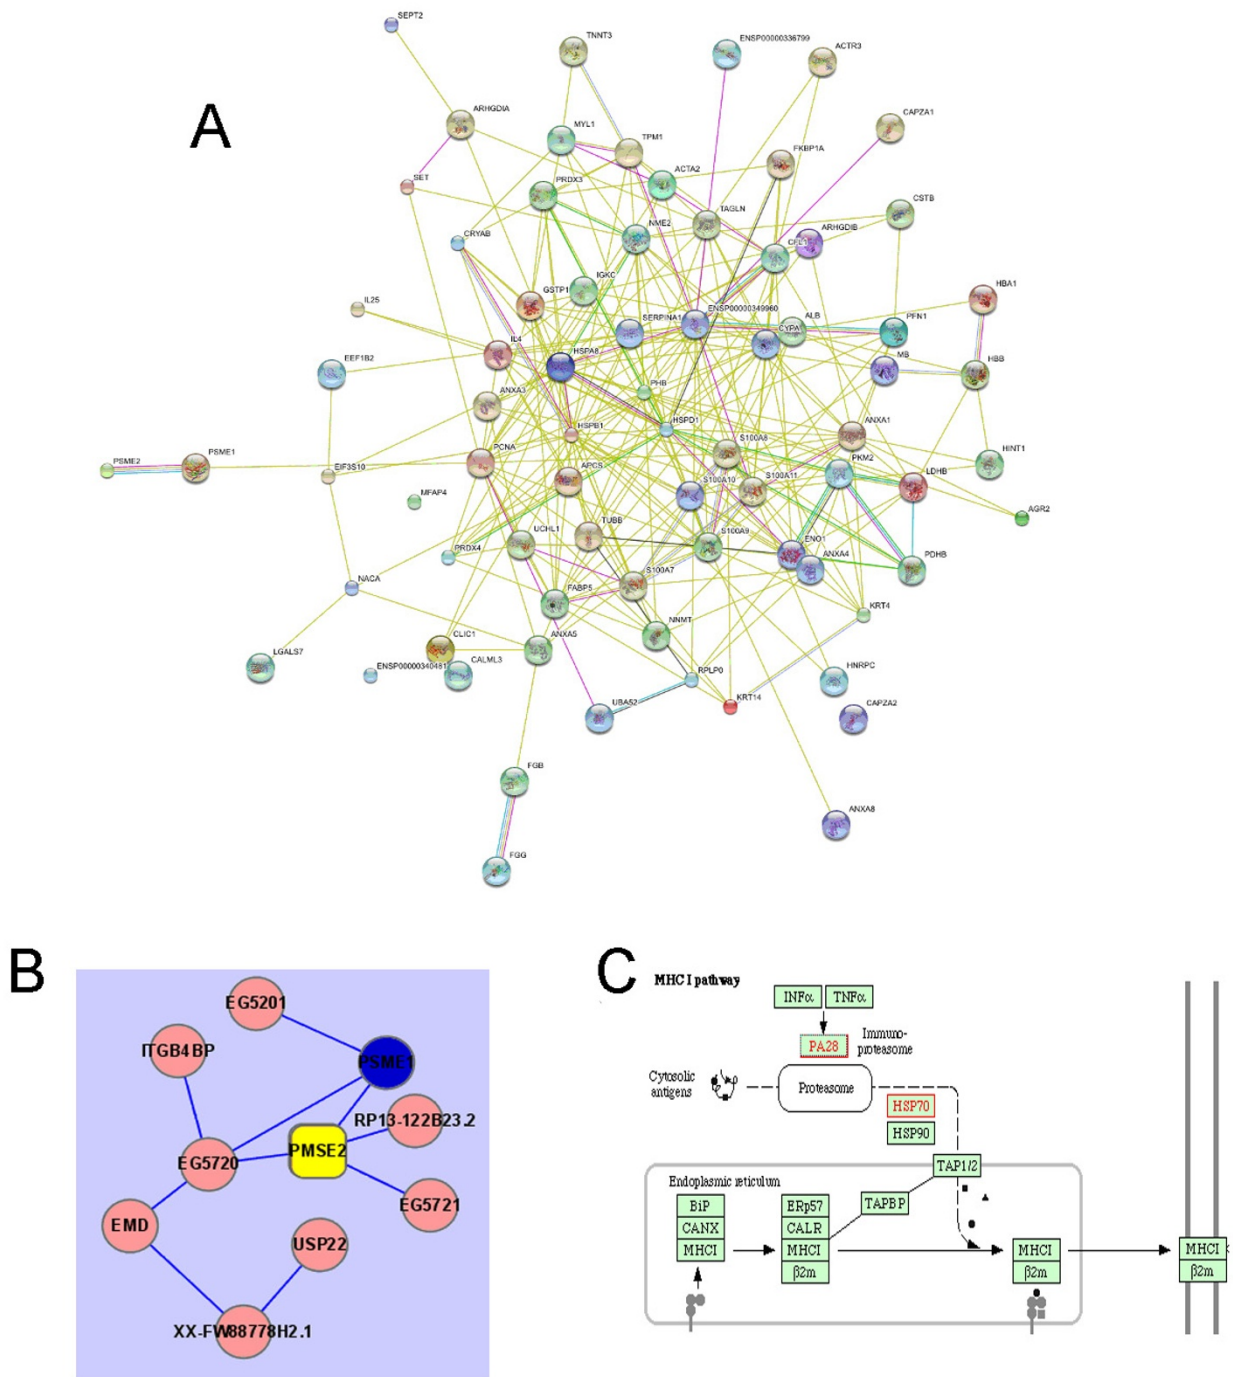 A
SEPT2
TNNT3
ENSP00000336799
ACTR3
ARHGDIA
MYL1
TPM1
CAPZA1
FKBP1A
SET
PRDX3
ACTA2
CSTB
TAGLN
NME2
ARHGDIB
CFL1
CRYAB
IGKC
GSTP1
HBA1
IL25
SERPINA1
ENSP00000349960
ALB
PFN1
CYPA
IL4
HSPA8
MB
HBB
EEF1B2
PHB
ANXA3
HSPD1
HSPB1
ANXA1
S100A8
PCNA
PKM2
HINT1
PSME2
PSME1
EIF3S10
APCS
S100A11
LDHB
S100A10
MFAP4
AGR2
UCHL1
TUBB
S100A9
ENO1
PRDX4
ANXA4
PDHB
S100A7
NACA
FABP5
KRT4
NNMT
CLIC1
ANXA5
LGALS7
CALML3
ENSP00000340461
RPLP0
HNRPC
KRT14
UBA52
CAPZA2
FGB
ANXA8
FGG
B
EG5201
ITGB4BP
PSME1
RP13-122B23.2
PMSE2
EG5720
EG5721
EMD
USP22
XX-FW88778H2.1
C
MHC I pathway
INFα
TNFα
PA28
Immuno-
proteasome
Cytosolic
antigens
Proteasome
HSP70
HSP90
TAP1/2
Endoplasmic reticulum
BiP
ERp57
TAPBP
CANX
CALR
MHCI
MHCI
MHCI
MHCI
β2m
β2m
β2m